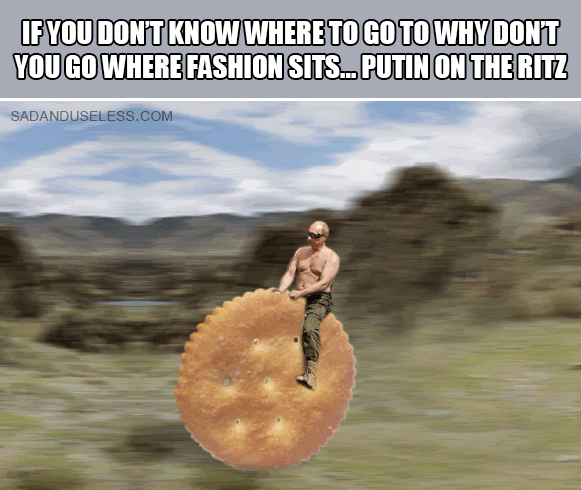 IF YOU DON'T KNOW WHERE TO GO TO WHY DON'T
YOU GO WHERE FASHION SITS... PUTIN ON THE RITZ
SADANDUSELESS.COM